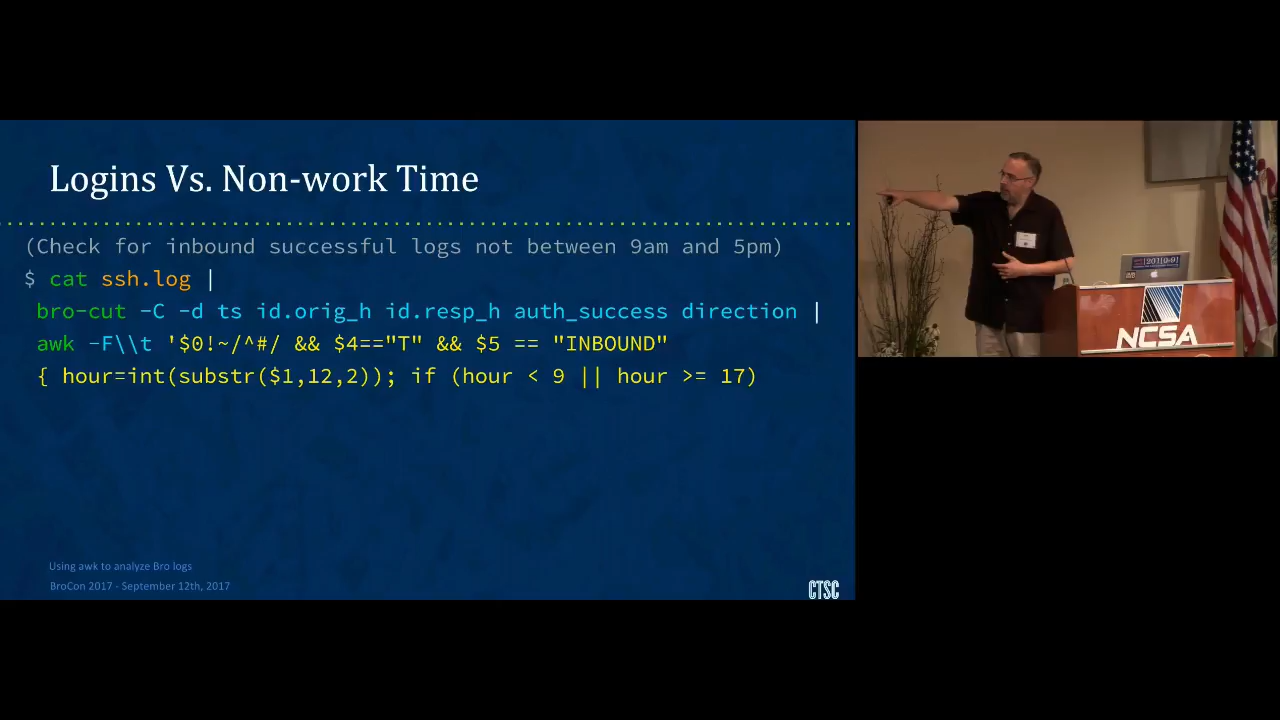 Logins Vs. Non-work Time
(Check for inbound successful logs not between 9am and 5pm)
$ cat ssh.log |
bro-cut -C -d ts id.orig_h id.resp_h auth_success direction |
awk -F\\t '$0!~/^#/ && $4=="T" && $5 == "INBOUND"
{ hour=int(substr($1,12,2)); if (hour < 9 || hour >= 17)
Using awk to analyze Bro logs
BroCon 2017 - September 12th, 2017
CTSC
NCSA